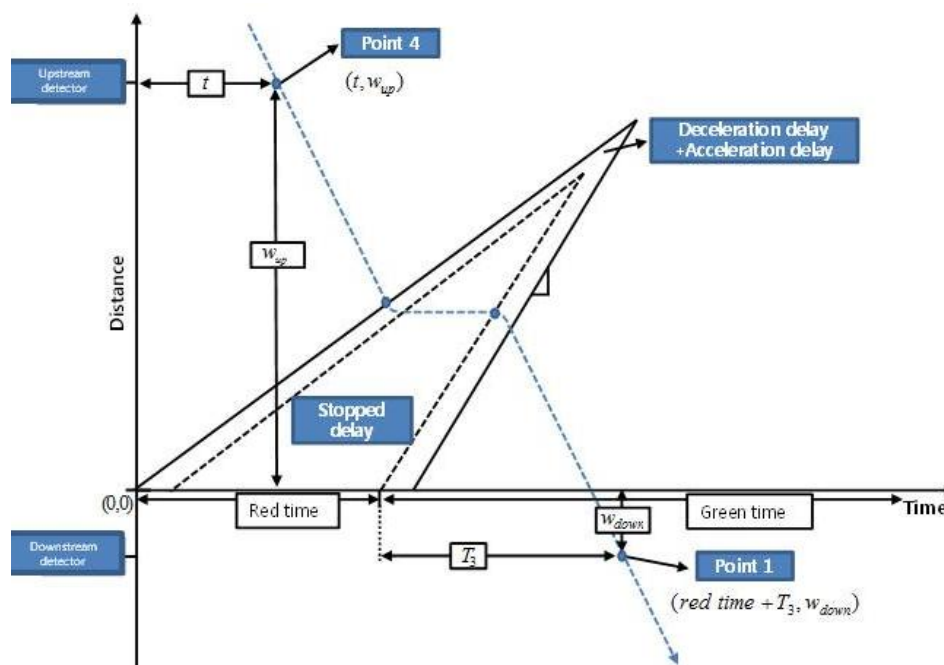 Point 4
Upstream
detector
t
(t, w_up)
Deceleration delay
+Acceleration delay
w_up
Distance
Stopped
delay
(0,0)
Red time
w_down
Green time
Time
Downstream
detector
T_3
Point 1
(red time + T_3, w_down)